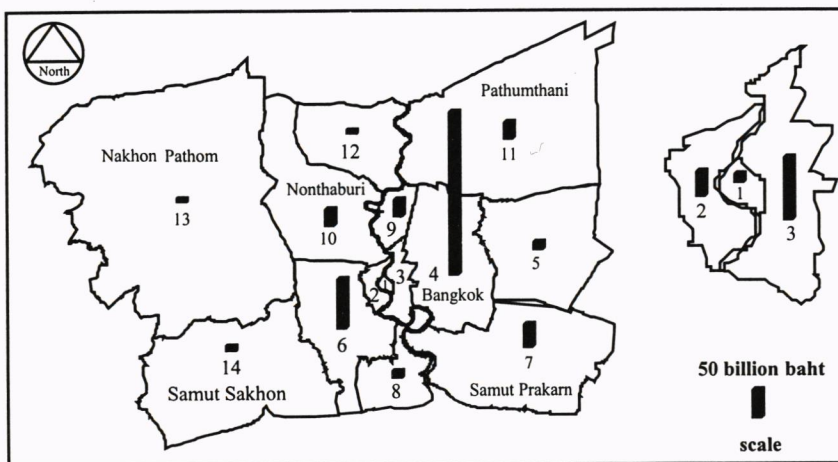 North
Nakhon Pathom
13
12
Nonthaburi
10
9
Pathumthani
11
4
Bangkok
5
3
2
1
6
7
Samut Prakarn
8
14
Samut Sakhon
2
1
3
50 billion baht
scale